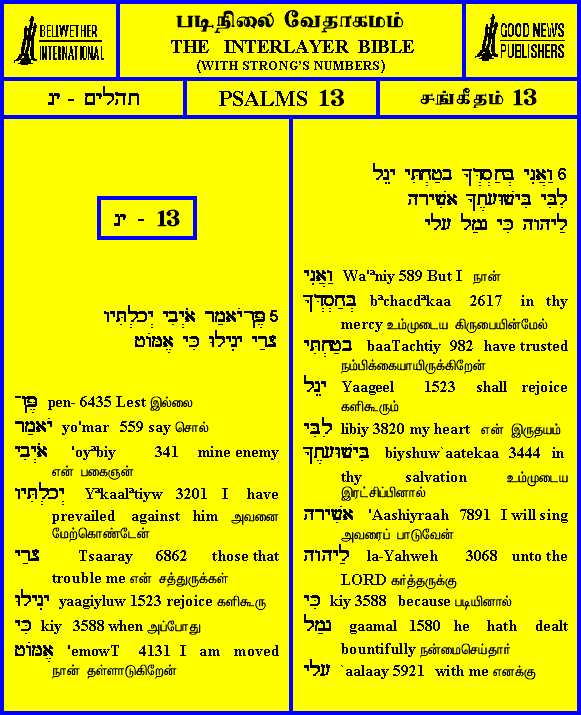 BELLWETHER
INTERNATIONAL
படிநிலை வேதாகமம்
THE INTERLAYER BIBLE
(WITH STRONG'S NUMBERS)
GOOD NEWS
PUBLISHERS
תהלים - יג
PSALMS 13
சங்கீதம் 13
יג - 13
5 פֶּן־יֹאמַר אֹיְבִי יְכָלְתִּיו
צָרַי יָגִילוּ כִּי אֶמּוֹט
פֶּן־ pen- 6435 Lest இல்லை
יֹאמַר yo'mar 559 say சொல்
אֹיְבִי 'oyᵊbiy 341 mine enemy
என் பகைஞன்
יְכָלְתִּיו Yᵊkaalᵊtiyw 3201 I have
prevailed against him அவனை
மேற்கொண்டேன்
צָרַי Tsaaray 6862 those that
trouble me என் சத்துருக்கள்
יָגִילוּ yaagiyluw 1523 rejoice களிகூரு
כִּי kiy 3588 when அப்போது
אֶמּוֹט 'emowT 4131 I am moved
நான் தள்ளாடுகிறேன்
6 וַאֲנִי בְּחַסְדְּךָ בָטַחְתִּי יָגֵל
לִבִּי בִּישׁוּעָתֶךָ אָשִׁירָה
לַיהוָה כִּי גָמַל עָלָי
וַאֲנִי Wa'ᵃniy 589 But I நான்
בְּחַסְדְּךָ bᵊchacdᵊkaa 2617 in thy
mercy உம்முடைய கிருபையின்மேல்
בָטַחְתִּי baaTachtiy 982 have trusted
நம்பிக்கையாயிருக்கிறேன்
יָגֵל Yaageel 1523 shall rejoice
களிகூரும்
לִבִּי libiy 3820 my heart என் இருதயம்
בִּישׁוּעָתֶךָ biyshuw`aatekaa 3444 in
thy salvation உம்முடைய
இரட்சிப்பினால்
אָשִׁירָה 'Aashiyraah 7891 I will sing
அவரைப் பாடுவேன்
לַיהוָה la-Yahweh 3068 unto the
LORD கர்த்தருக்கு
כִּי kiy 3588 because படியினால்
גָמַל gaamal 1580 he hath dealt
bountifully நன்மைசெய்தார்
עָלָי `aalaay 5921 with me எனக்கு